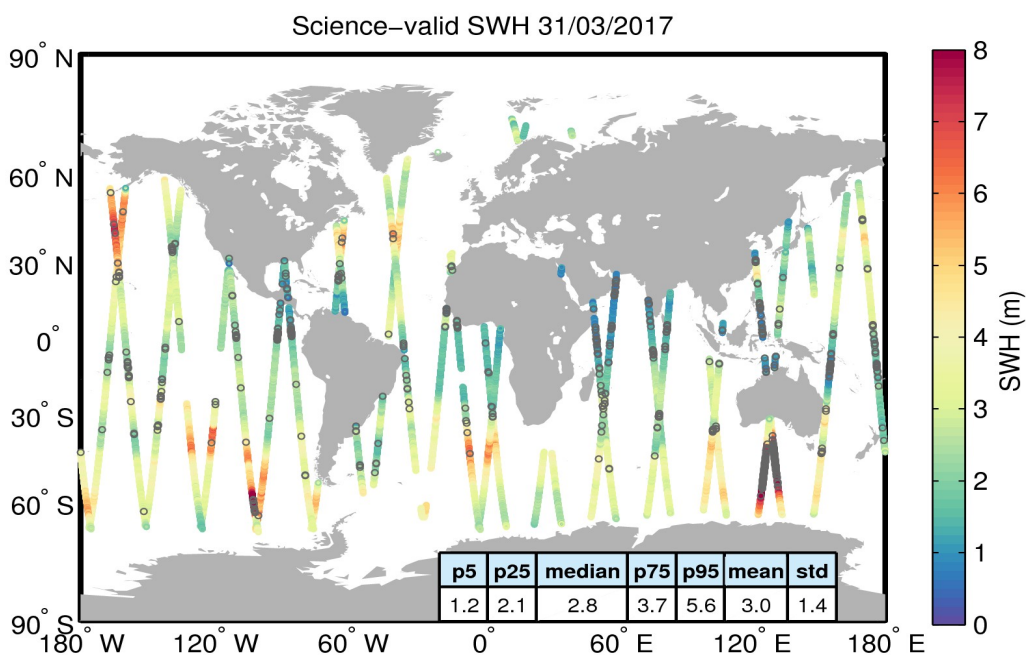 Science-valid SWH 31/03/2017
90° N
60° N
30° N
0°
30° S
60° S
90° S
180° W
120° W
60° W
0°
60° E
120° E
180° E
p5 p25 median p75 p95 mean std
1.2 2.1 2.8 3.7 5.6 3.0 1.4
8
7
6
5
4
3
2
1
0
SWH (m)